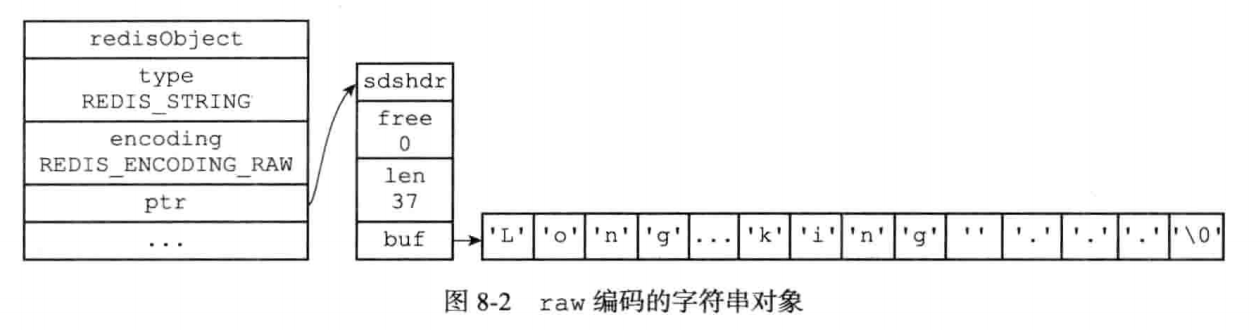 redisObject
type
REDIS_STRING
encoding
REDIS_ENCODING_RAW
ptr
...
sdshdr
free
0
len
37
buf
'L' 'o' 'n' 'g' ... 'k' 'i' 'n' 'g' '' '.' '.' '.' '\0'
图 8-2 raw 编码的字符串对象